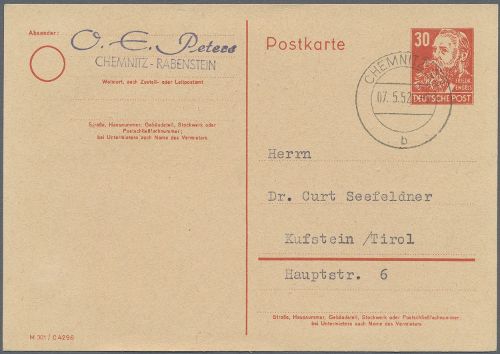 Absender:
O. E. Peters
CHEMNITZ-RABENSTEIN
Wohnort, auch Zustell- oder Leitpostamt
Straße, Hausnummer, Gebäudeteil, Stockwerk oder
Postschließfachnummer;
bei Untermietern auch Name des Vermieters.
M 301 / C 4296
Postkarte
30
FRIEDR.
ENGELS
DEUTSCHE POST
CHEMNITZ
07.5.52
b
Herrn
Dr. Curt Seefeldner
Kufstein /Tirol
Hauptstr. 6
Straße, Hausnummer, Gebäudeteil, Stockwerk oder Postschließfachnummer;
bei Untermietern auch Name des Vermieters.